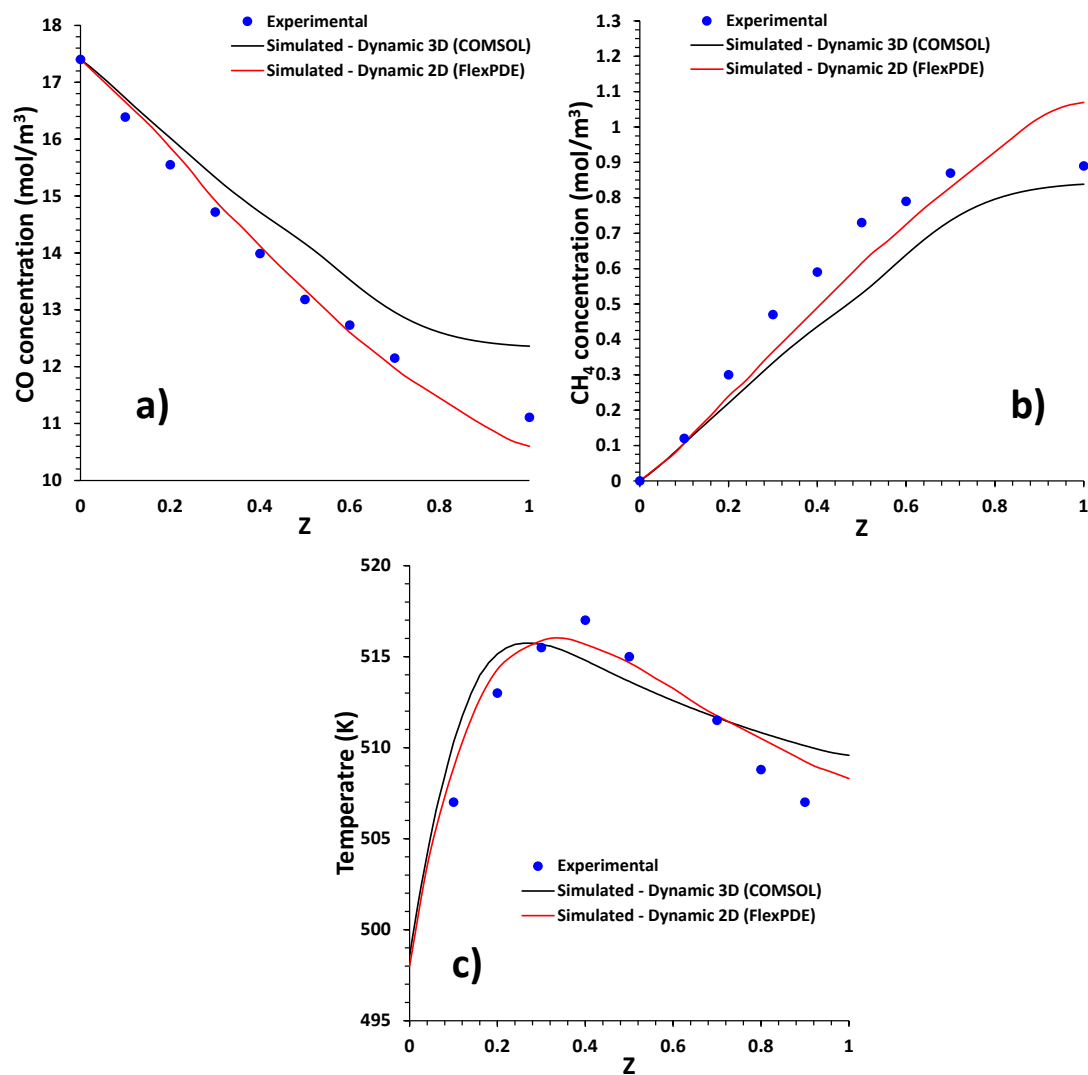 Experimental
Simulated - Dynamic 3D (COMSOL)
Simulated - Dynamic 2D (FlexPDE)
CO concentration (mol/m³)
18
17
16
15
14
13
12
11
10
0
0.2
0.4
0.6
0.8
1
Z
a)
Experimental
Simulated - Dynamic 3D (COMSOL)
Simulated - Dynamic 2D (FlexPDE)
CH₄ concentration (mol/m³)
1.3
1.2
1.1
1
0.9
0.8
0.7
0.6
0.5
0.4
0.3
0.2
0.1
0
0
0.2
0.4
0.6
0.8
1
Z
b)
Temperatre (K)
520
515
510
505
500
495
Experimental
Simulated - Dynamic 3D (COMSOL)
Simulated - Dynamic 2D (FlexPDE)
c)
0
0.2
0.4
0.6
0.8
1
Z